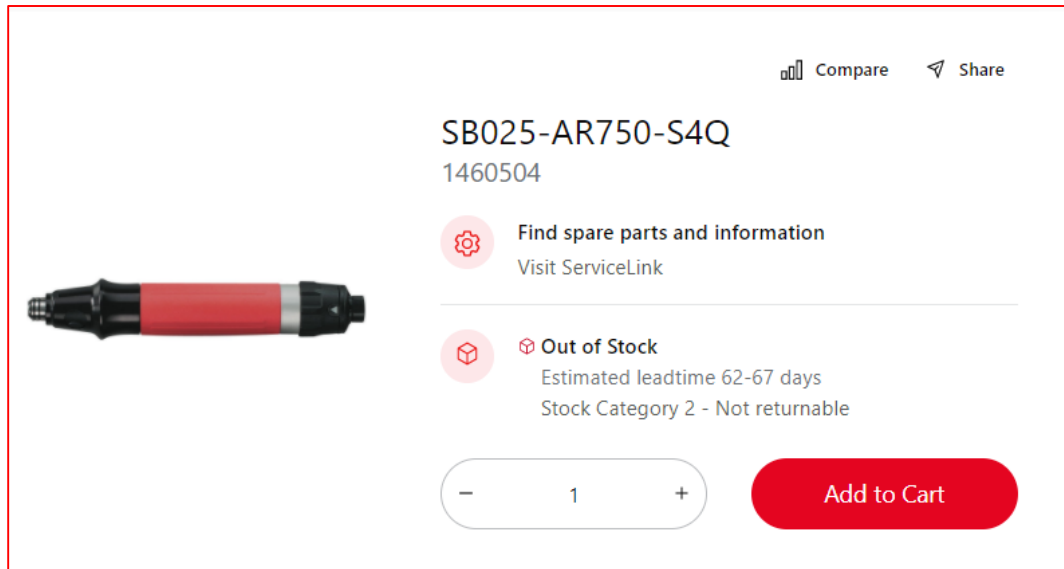 Compare
Share
SB025-AR750-S4Q
1460504
Find spare parts and information
Visit ServiceLink
Out of Stock
Estimated leadtime 62-67 days
Stock Category 2 - Not returnable
− 1 +
Add to Cart